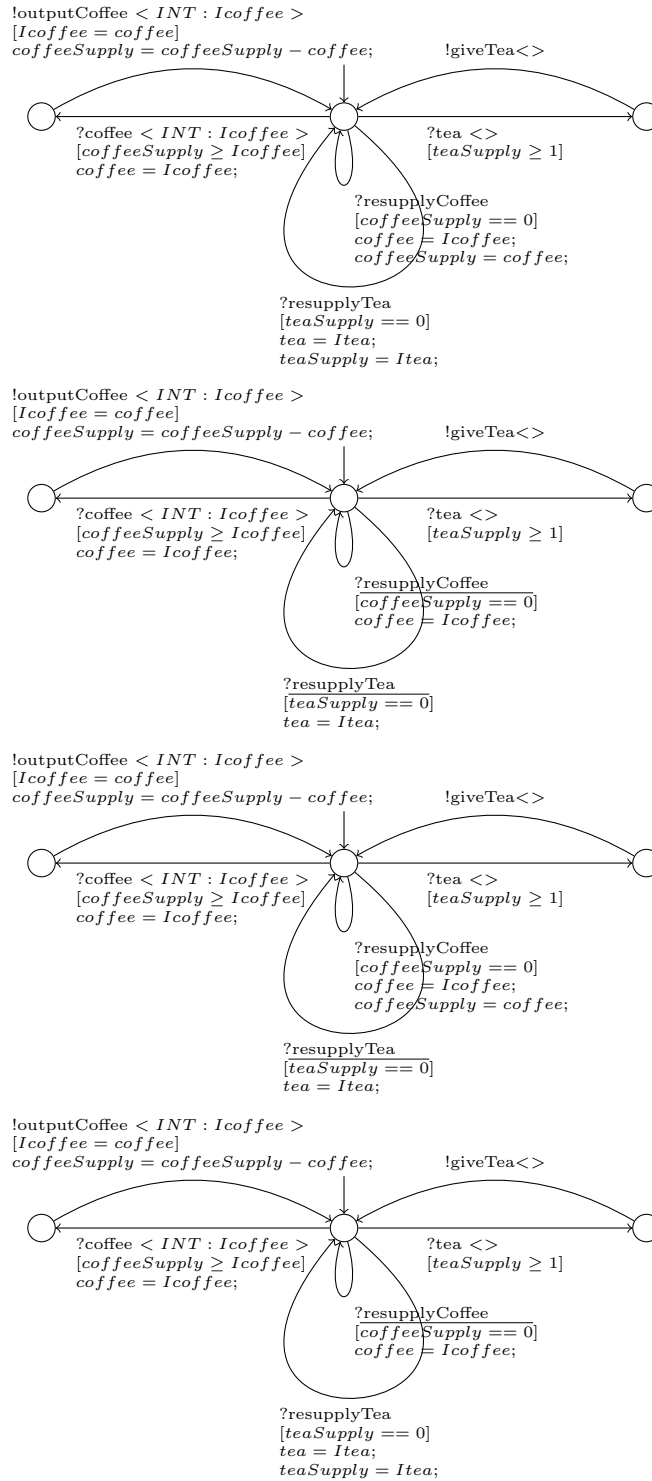 !outputCoffee < INT : Icoffee >
[Icoffee = coffee]
coffeeSupply = coffeeSupply − coffee;
!giveTea<>
?coffee < INT : Icoffee >
[coffeeSupply ≥ Icoffee]
coffee = Icoffee;
?tea <>
[teaSupply ≥ 1]
?resupplyCoffee
[coffeeSupply == 0]
coffee = Icoffee;
coffeeSupply = coffee;
?resupplyTea
[teaSupply == 0]
tea = Itea;
teaSupply = Itea;
!outputCoffee < INT : Icoffee >
[Icoffee = coffee]
coffeeSupply = coffeeSupply − coffee;
!giveTea<>
?coffee < INT : Icoffee >
[coffeeSupply ≥ Icoffee]
coffee = Icoffee;
?tea <>
[teaSupply ≥ 1]
?resupplyCoffee
[coffeeSupply == 0]
coffee = Icoffee;
?resupplyTea
[teaSupply == 0]
tea = Itea;
!outputCoffee < INT : Icoffee >
[Icoffee = coffee]
coffeeSupply = coffeeSupply − coffee;
!giveTea<>
?coffee < INT : Icoffee >
[coffeeSupply ≥ Icoffee]
coffee = Icoffee;
?tea <>
[teaSupply ≥ 1]
?resupplyCoffee
[coffeeSupply == 0]
coffee = Icoffee;
coffeeSupply = coffee;
?resupplyTea
[teaSupply == 0]
tea = Itea;
!outputCoffee < INT : Icoffee >
[Icoffee = coffee]
coffeeSupply = coffeeSupply − coffee;
!giveTea<>
?coffee < INT : Icoffee >
[coffeeSupply ≥ Icoffee]
coffee = Icoffee;
?tea <>
[teaSupply ≥ 1]
?resupplyCoffee
[coffeeSupply == 0]
coffee = Icoffee;
?resupplyTea
[teaSupply == 0]
tea = Itea;
teaSupply = Itea;